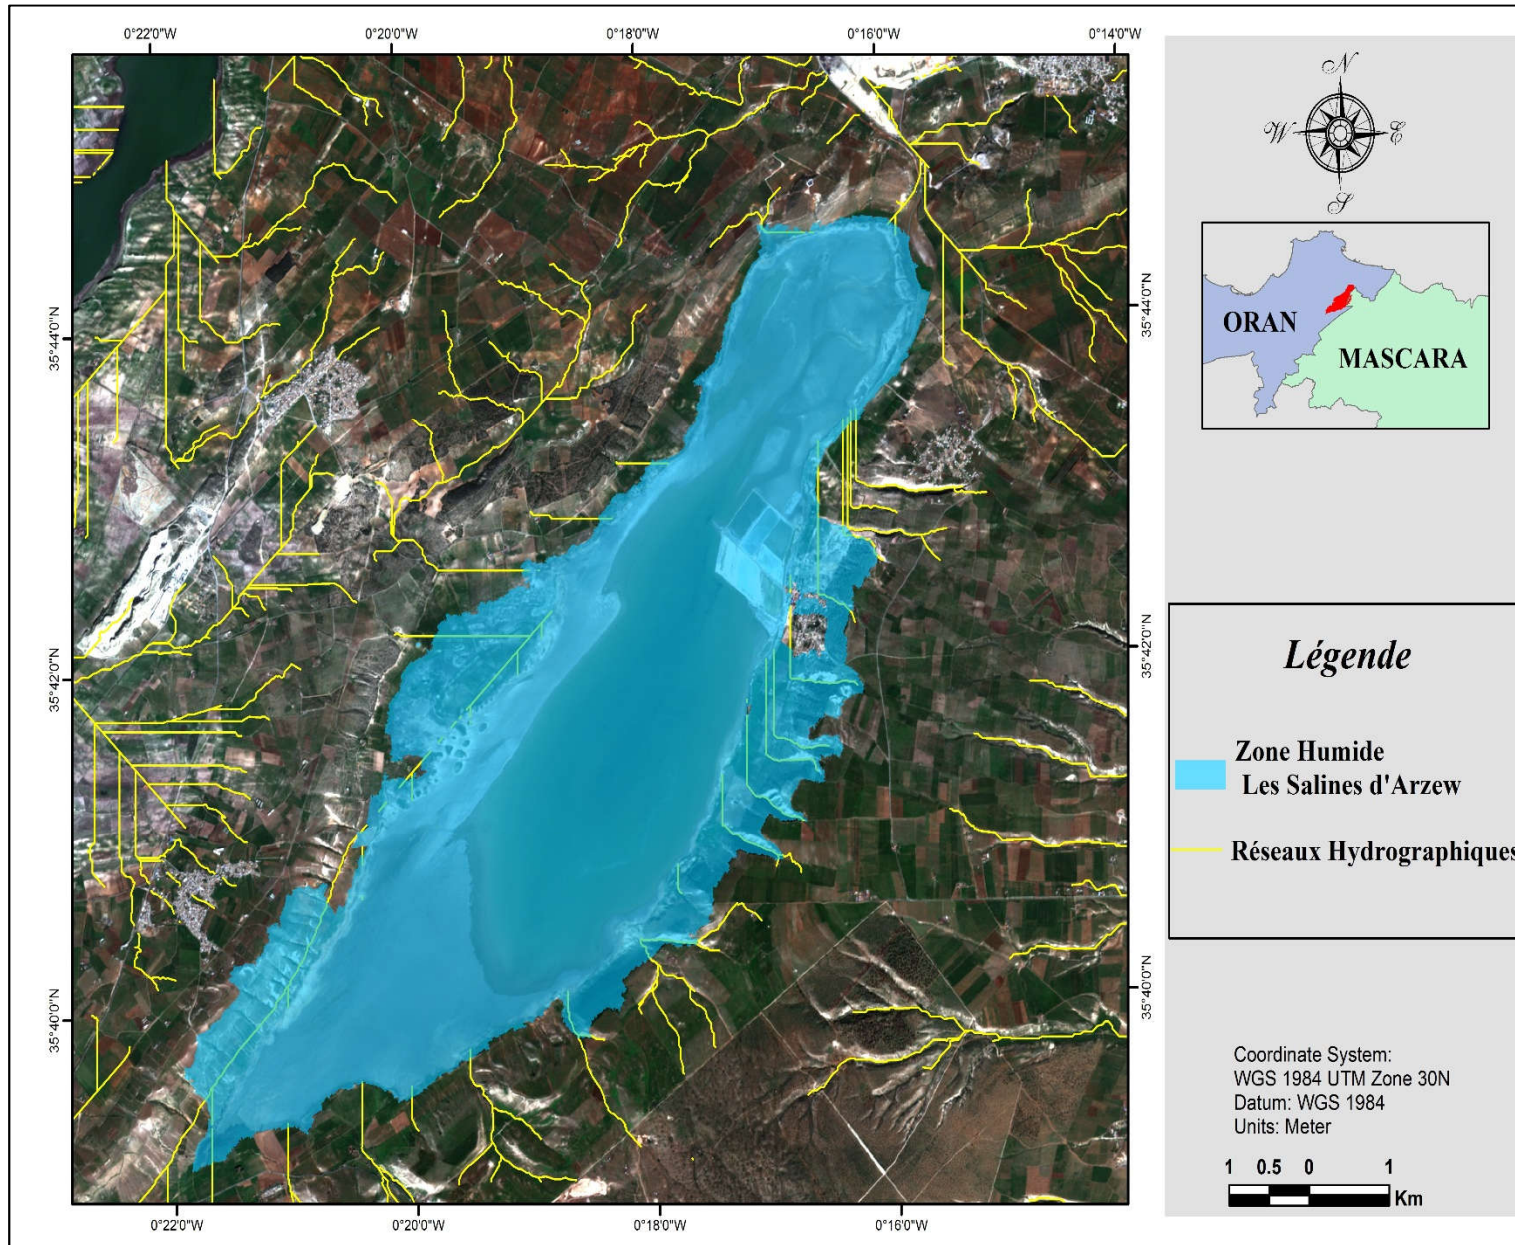 0°22'0"W 0°20'0"W 0°18'0"W 0°16'0"W 0°14'0"W
35°44'0"N
35°42'0"N
35°40'0"N
35°44'0"N
35°42'0"N
35°40'0"N
0°22'0"W 0°20'0"W 0°18'0"W 0°16'0"W
N
W E
S
ORAN
MASCARA
Légende
Zone Humide
Les Salines d'Arzew
Réseaux Hydrographiques
Coordinate System:
WGS 1984 UTM Zone 30N
Datum: WGS 1984
Units: Meter
1 0.5 0 1
Km